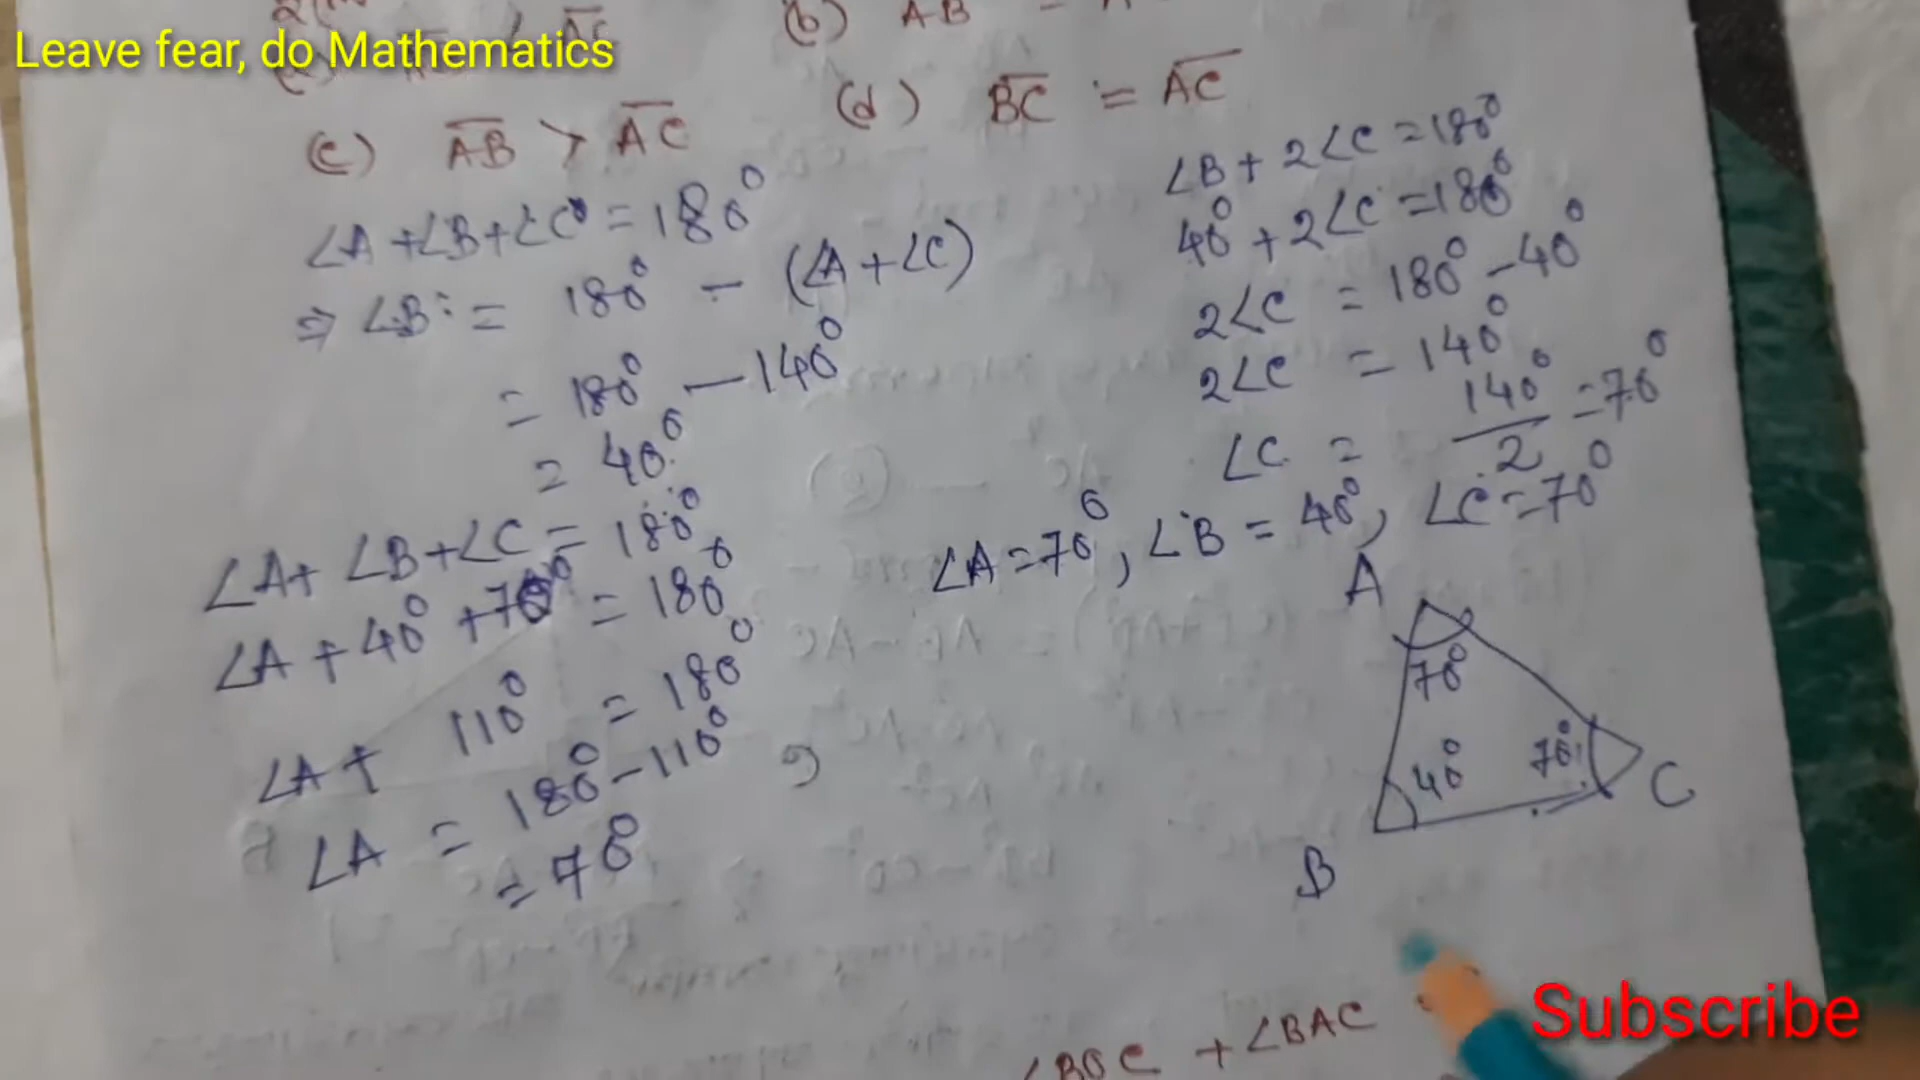 Leave fear, do Mathematics
(b) AB =
(c) AB > AC
(d) BC = AC
∠A + ∠B + ∠C = 180°
⇒ ∠B = 180° - (∠A + ∠C)
= 180° - 140°
= 40°
∠A + ∠B + ∠C = 180°
∠A + 40° + 70° = 180°
∠A + 110° = 180°
∠A = 180° - 110°
= 70°
∠B + 2∠C = 180°
40° + 2∠C = 180°
2∠C = 180° - 40°
2∠C = 140°
∠C = 140°/2 = 70°
∠A = 70°, ∠B = 40°, ∠C = 70°
A
70°
40° 70°
C
B
+ ∠BAC
Subscribe